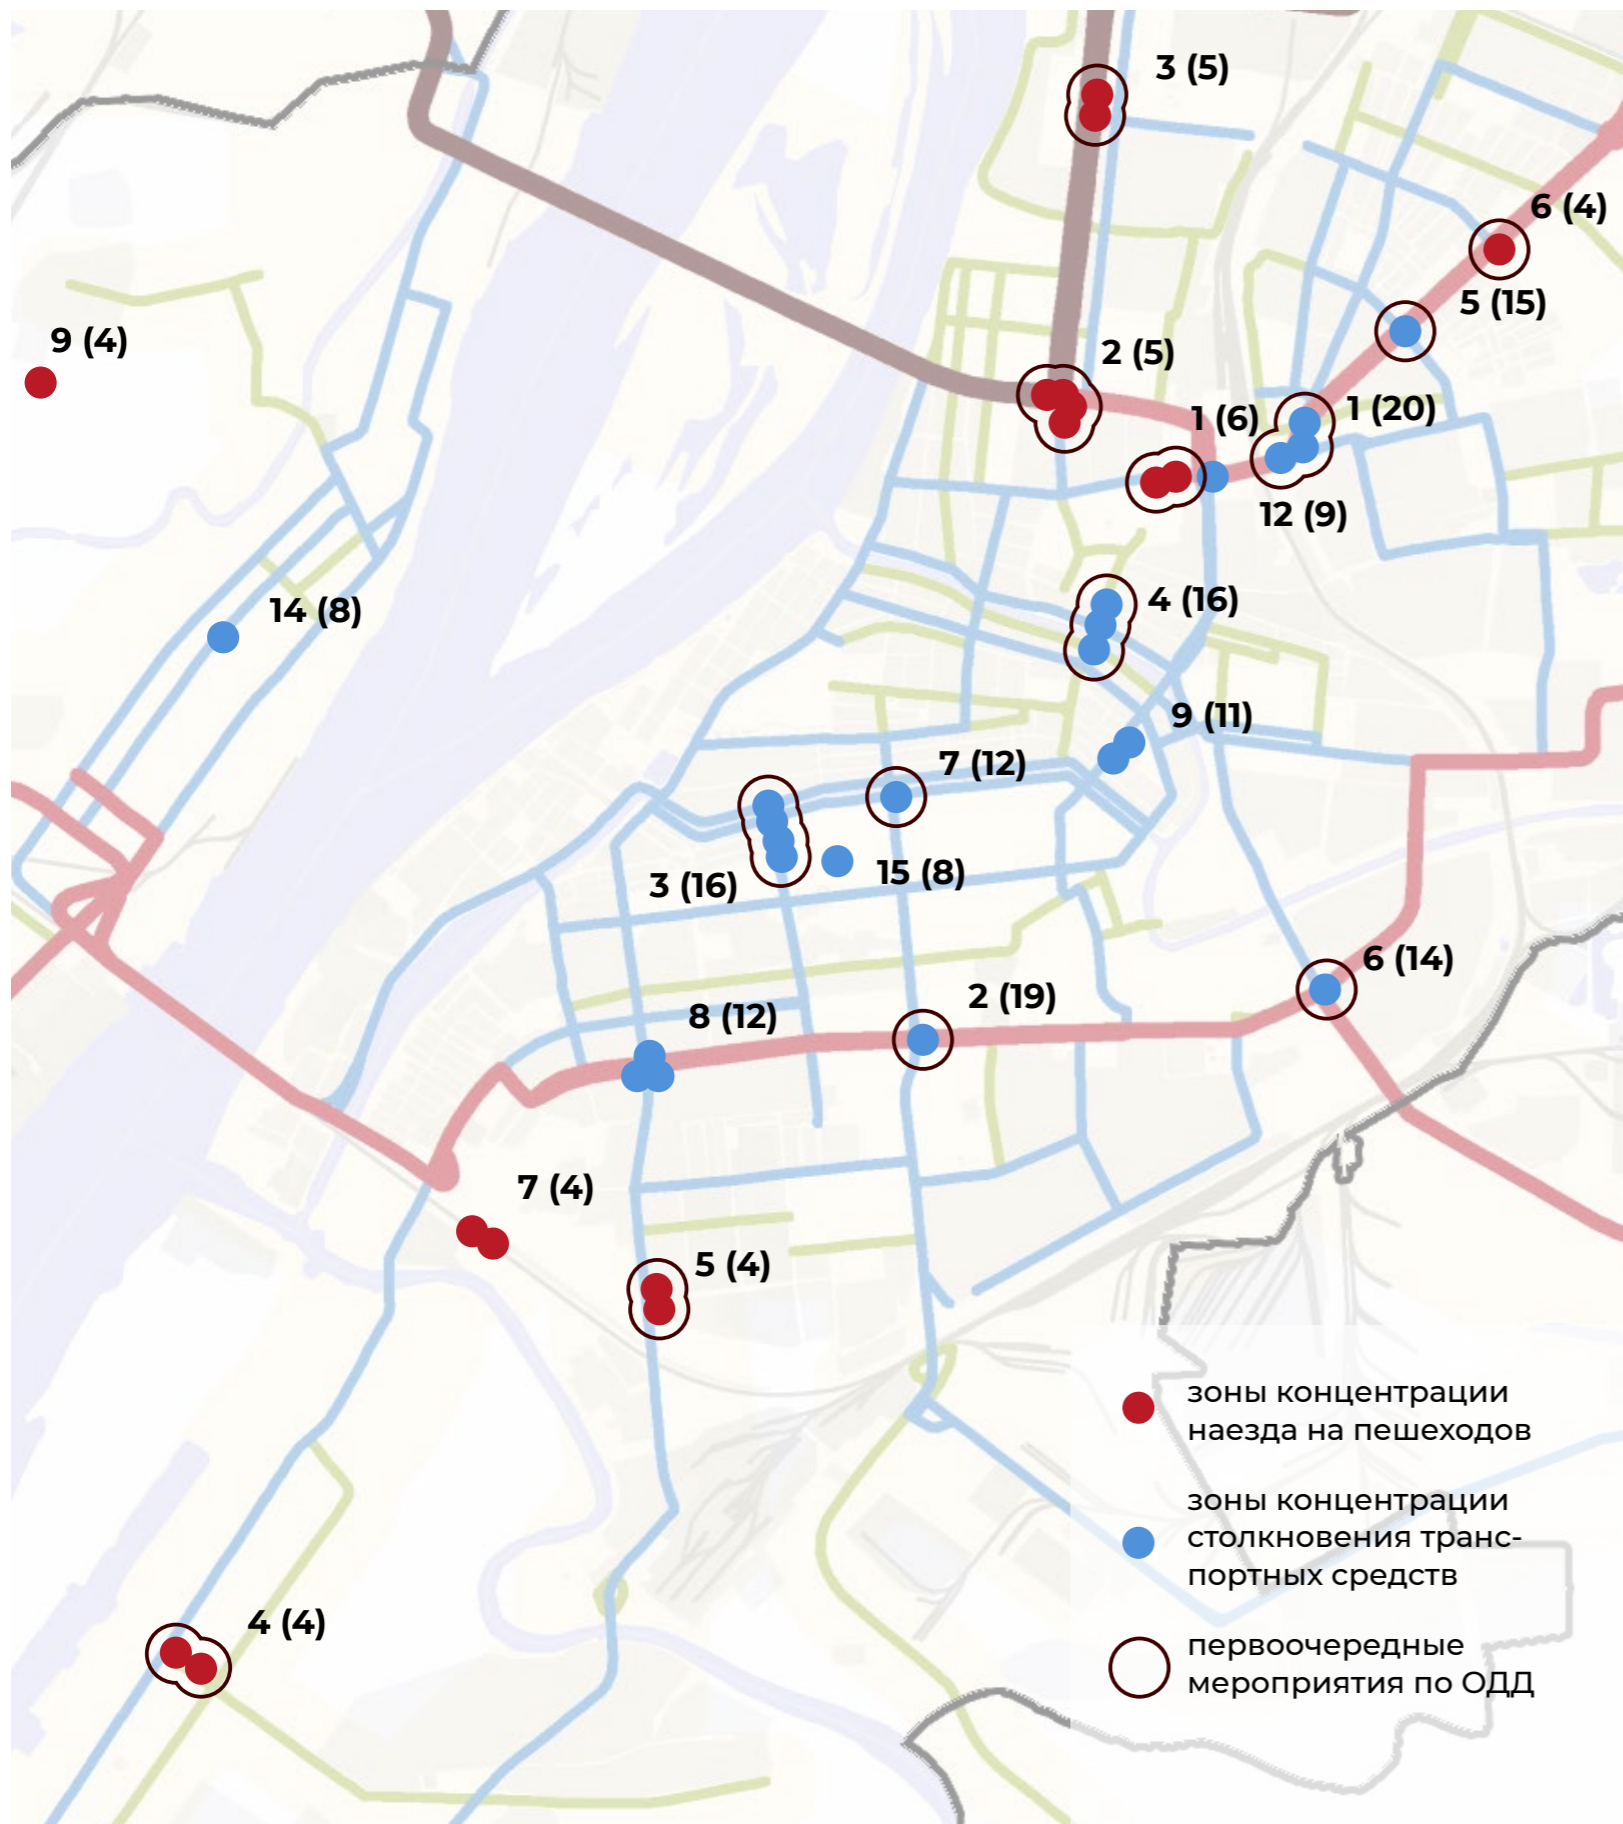 3 (5)
6 (4)
5 (15)
9 (4)
2 (5)
1 (6)
1 (20)
12 (9)
14 (8)
4 (16)
9 (11)
7 (12)
15 (8)
3 (16)
6 (14)
2 (19)
8 (12)
7 (4)
5 (4)
зоны концентрации
наезда на пешеходов
зоны концентрации
столкновения транс-
портных средств
4 (4)
первоочередные
мероприятия по ОДД